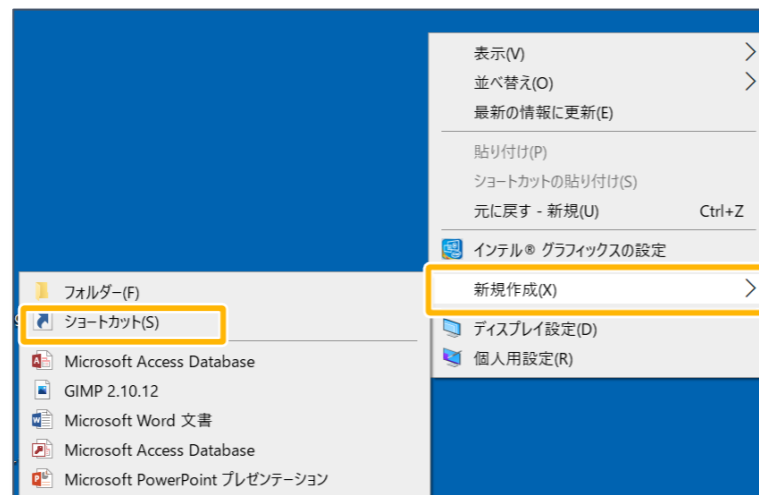 表示(V)
並べ替え(O)
最新の情報に更新(E)
貼り付け(P)
ショートカットの貼り付け(S)
元に戻す - 新規(U) Ctrl+Z
インテル® グラフィックスの設定
新規作成(X)
ディスプレイ設定(D)
個人用設定(R)
フォルダー(F)
ショートカット(S)
Microsoft Access Database
GIMP 2.10.12
Microsoft Word 文書
Microsoft Access Database
Microsoft PowerPoint プレゼンテーション